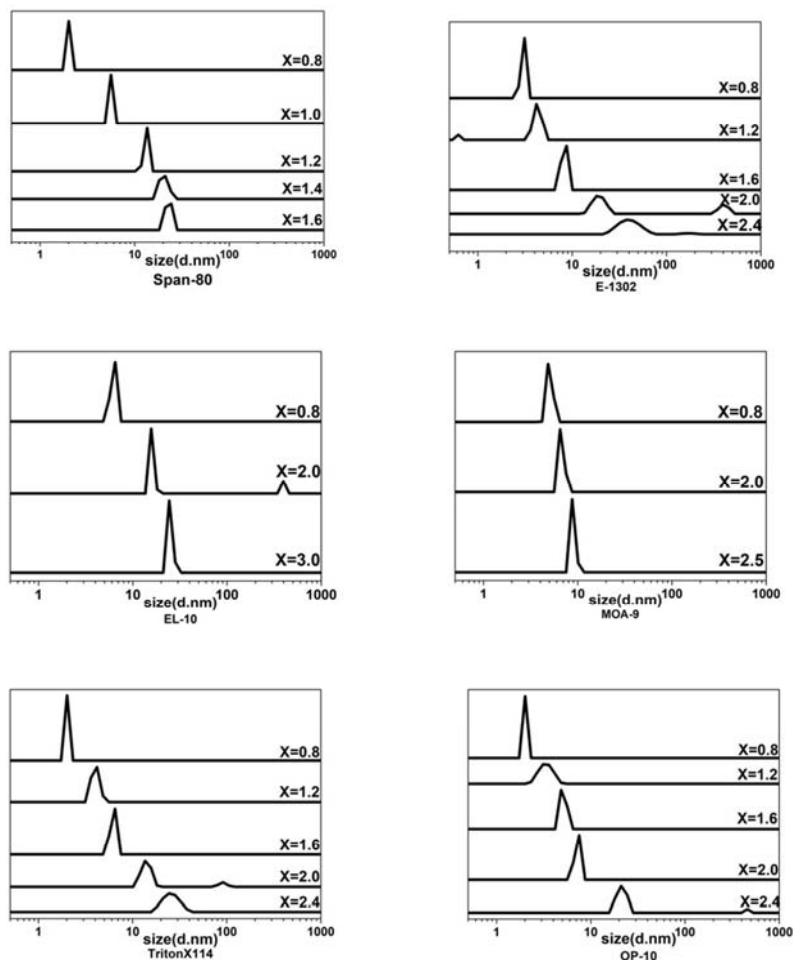 X=0.8
X=1.0
X=1.2
X=1.4
X=1.6
1 10 100 1000
size(d.nm)
Span-80
X=0.8
X=1.2
X=1.6
X=2.0
X=2.4
1 10 100 1000
size(d.nm)
E-1302
X=0.8
X=2.0
X=3.0
1 10 100 1000
size(d.nm)
EL-10
X=0.8
X=2.0
X=2.5
1 10 100 1000
size(d.nm)
MOA-9
X=0.8
X=1.2
X=1.6
X=2.0
X=2.4
1 10 100 1000
size(d.nm)
TritonX114
X=0.8
X=1.2
X=1.6
X=2.0
X=2.4
1 10 100 1000
size(d.nm)
OP-10